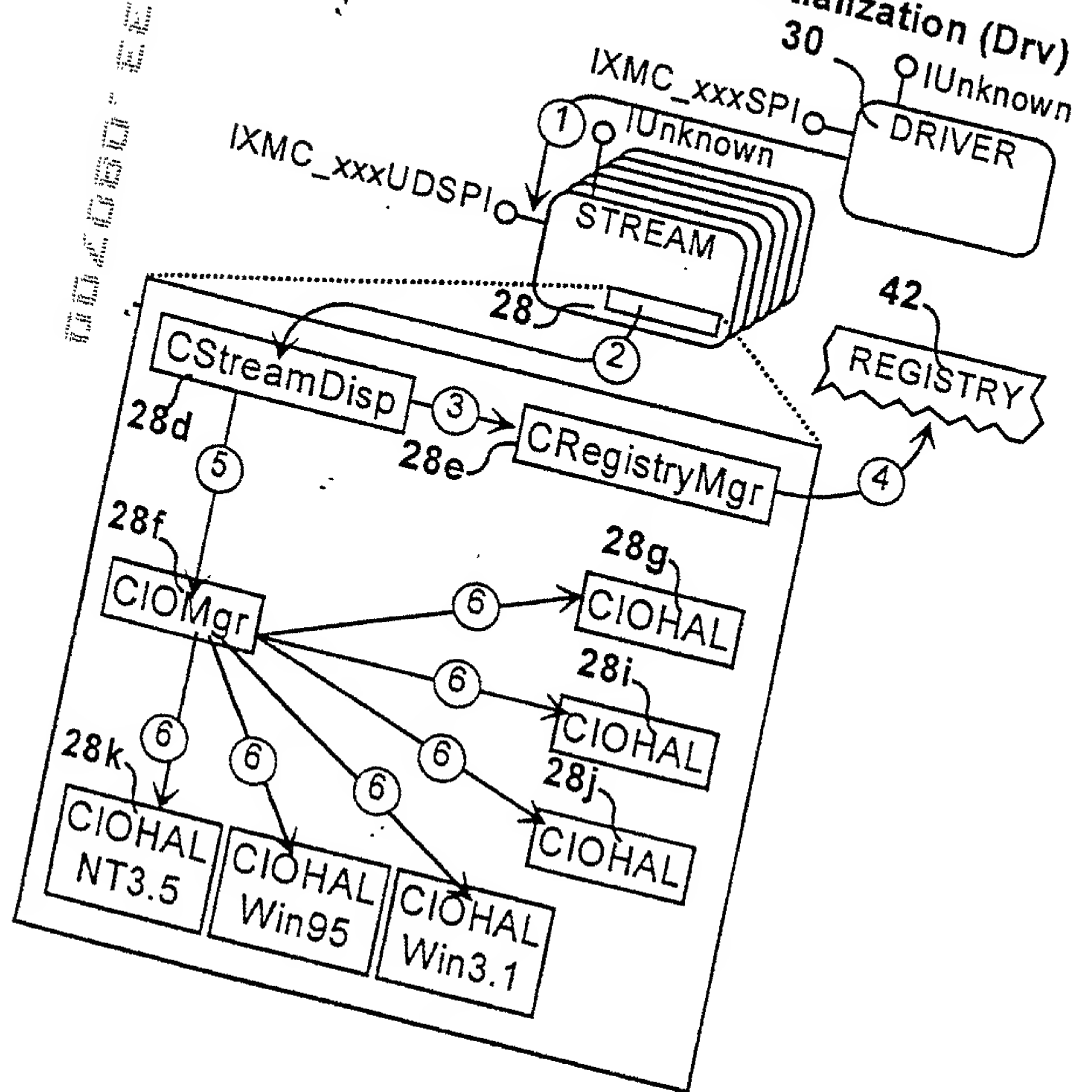 (Drv)
30
IUnknown
IXMC_xxxSPI
DRIVER
1
IUnknown
IXMC_xxxUDSPI
STREAM
28
2
42
REGISTRY
CStreamDisp
28d
3
28e
CRegistryMgr
4
5
28f
CIOMgr
6
28g
CIOHAL
6
28i
CIOHAL
6
28j
CIOHAL
6
28k
CIOHAL
NT3.5
6
CIOHAL
Win95
6
CIOHAL
Win3.1